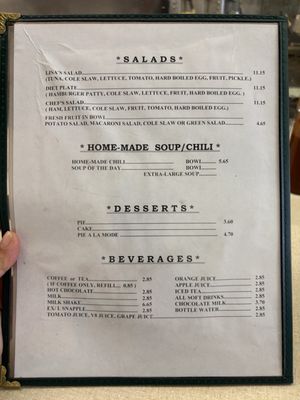 *SALADS*
LISA'S SALAD 11.15
(TUNA, COLE SLAW, LETTUCE, TOMATO, HARD BOILED EGG, FRUIT, PICKLE.)
DIET PLATE 11.15
(HAMBURGER PATTY, COLE SLAW, LETTUCE, FRUIT, HARD BOILED EGG)
CHEF'S SALAD 11.15
(HAM, LETTUCE, COLE SLAW, FRUIT, TOMATO, HARD BOILED EGG.)
FRESH FRUIT IN BOWL
POTATO SALAD, MACARONI SALAD, COLE SLAW OR GREEN SALAD 4.65
*HOME-MADE SOUP/CHILI*
HOME-MADE CHILI BOWL 5.65
SOUP OF THE DAY BOWL
EXTRA-LARGE SOUP
*DESSERTS*
PIE 3.60
CAKE
PIE A LA MODE 4.70
*BEVERAGES*
COFFEE or TEA 2.85 ORANGE JUICE 2.85
(IF COFFEE ONLY, REFILL... 0.85) APPLE JUICE 2.85
HOT CHOCOLATE 2.85 ICED TEA 2.85
MILK 2.85 ALL SOFT DRINKS 2.85
MILK SHAKE 6.65 CHOCOLATE MILK 3.70
EX/L SNAPPLE 2.85 BOTTLE WATER 2.85
TOMATO JUICE, V8 JUICE, GRAPE JUICE 2.85